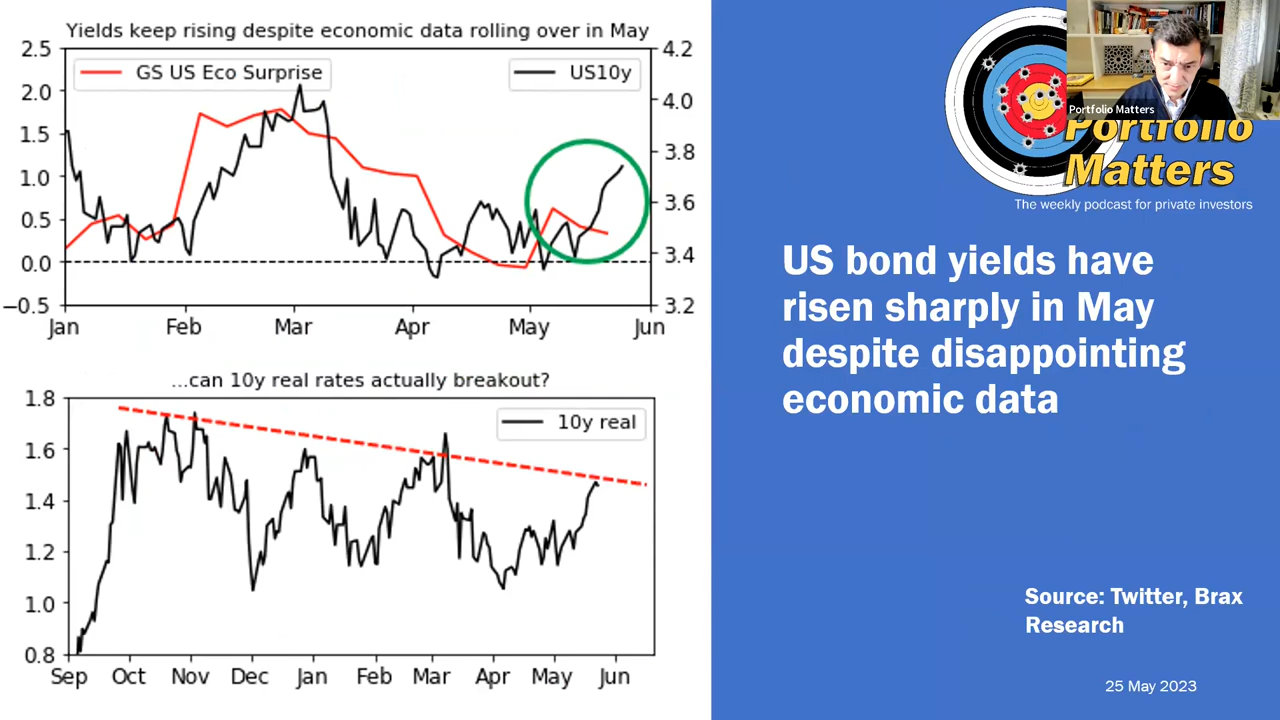 Yields keep rising despite economic data rolling over in May
2.5
2.0
1.5
1.0
0.5
0.0
−0.5
GS US Eco Surprise
US10y
4.2
4.0
3.8
3.6
3.4
3.2
Jan Feb Mar Apr May Jun
...can 10y real rates actually breakout?
1.8
1.6
1.4
1.2
1.0
0.8
10y real
Sep Oct Nov Dec Jan Feb Mar Apr May Jun
Portfolio Matters
Portfolio
Matters
The weekly podcast for private investors
US bond yields have
risen sharply in May
despite disappointing
economic data
Source: Twitter, Brax
Research
25 May 2023